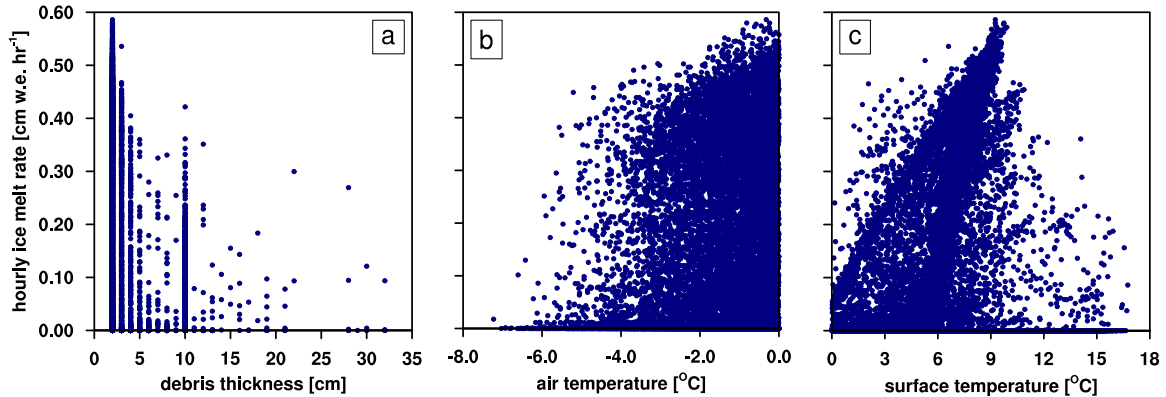 hourly ice melt rate [cm w.e. hr-1]
0.60
0.50
0.40
0.30
0.20
0.10
0.00
a
0 5 10 15 20 25 30 35
debris thickness [cm]
b
-8.0 -6.0 -4.0 -2.0 0.0
air temperature [oC]
c
0 3 6 9 12 15 18
surface temperature [oC]